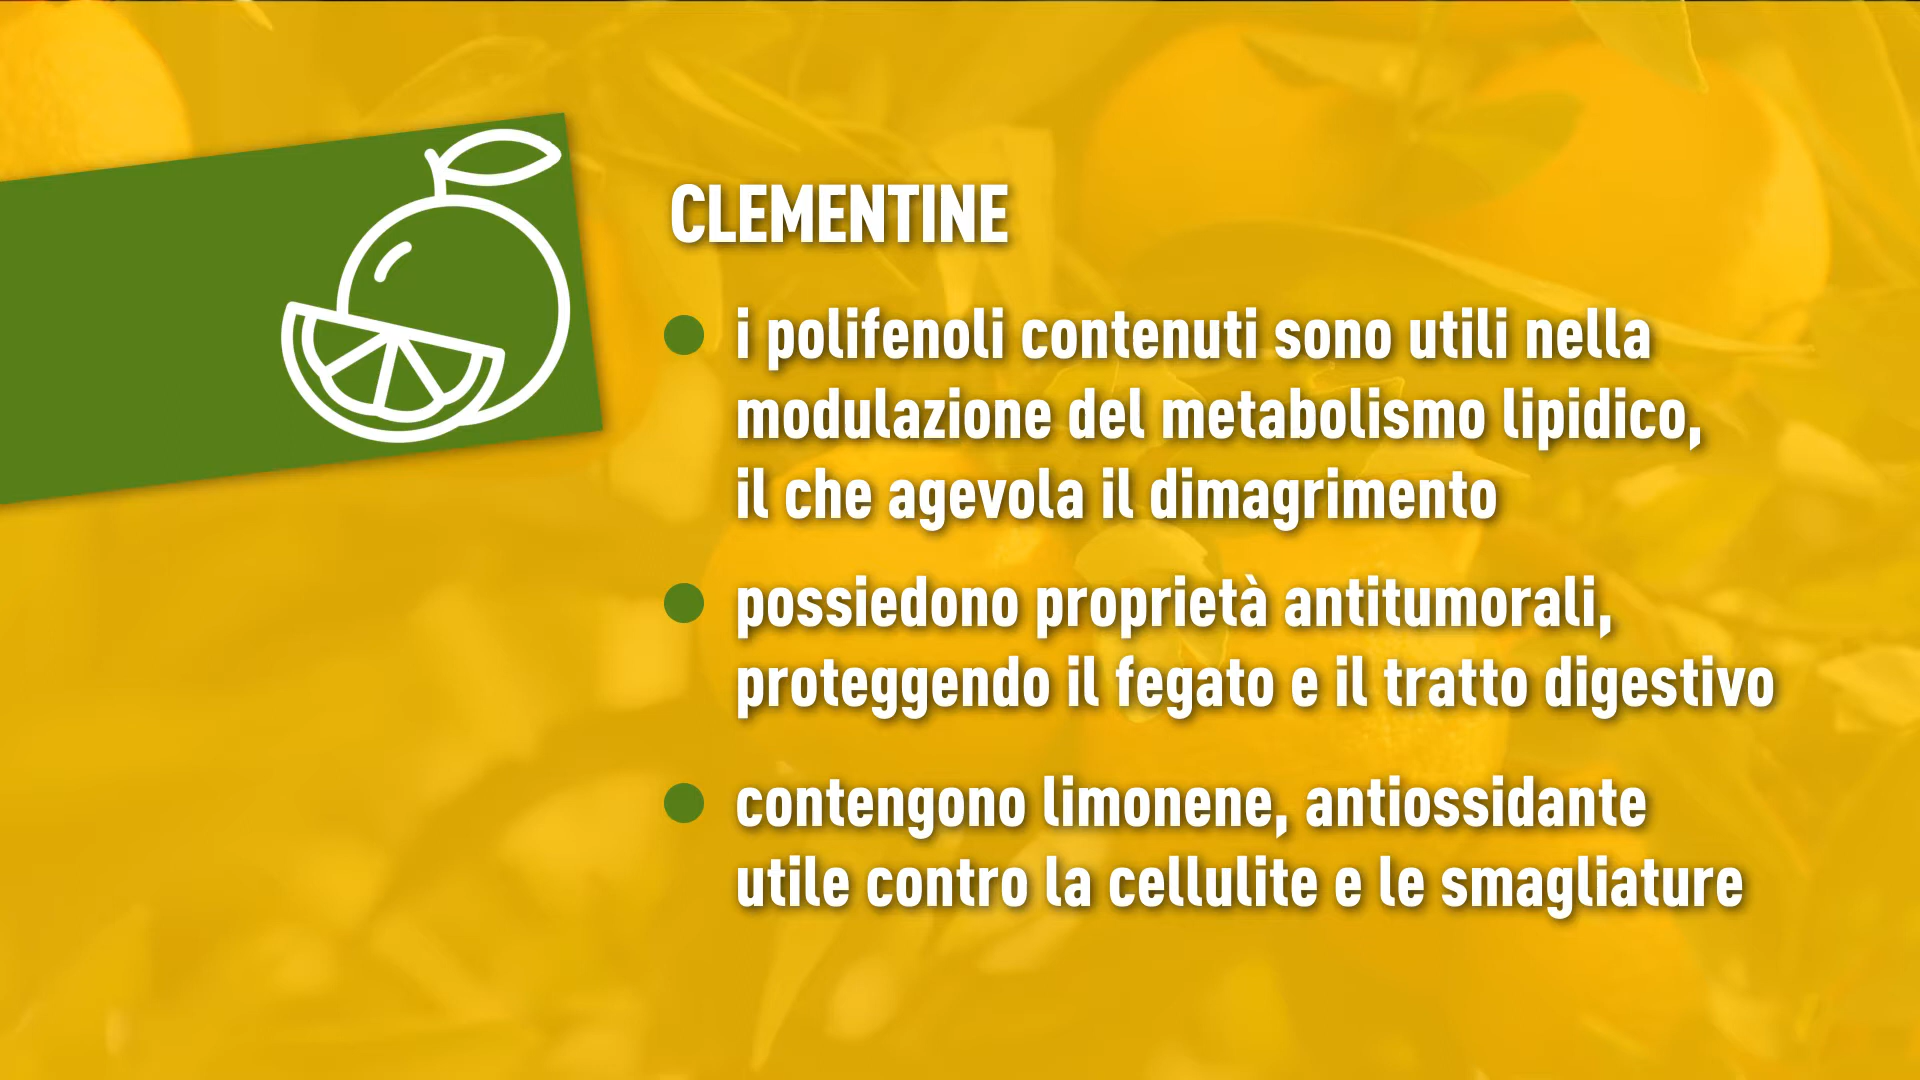 CLEMENTINE
i polifenoli contenuti sono utili nella
modulazione del metabolismo lipidico,
il che agevola il dimagrimento
possiedono proprietà antitumorali,
proteggendo il fegato e il tratto digestivo
contengono limonene, antiossidante
utile contro la cellulite e le smagliature